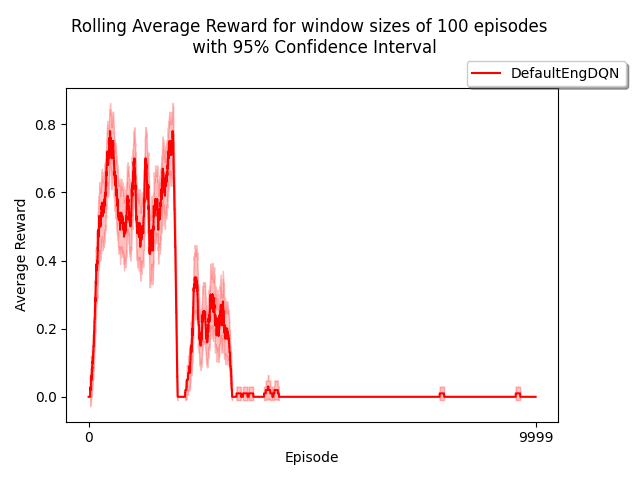 Rolling Average Reward for window sizes of 100 episodes
with 95% Confidence Interval
DefaultEngDQN
0.8
0.6
0.4
0.2
0.0
Average Reward
0
9999
Episode